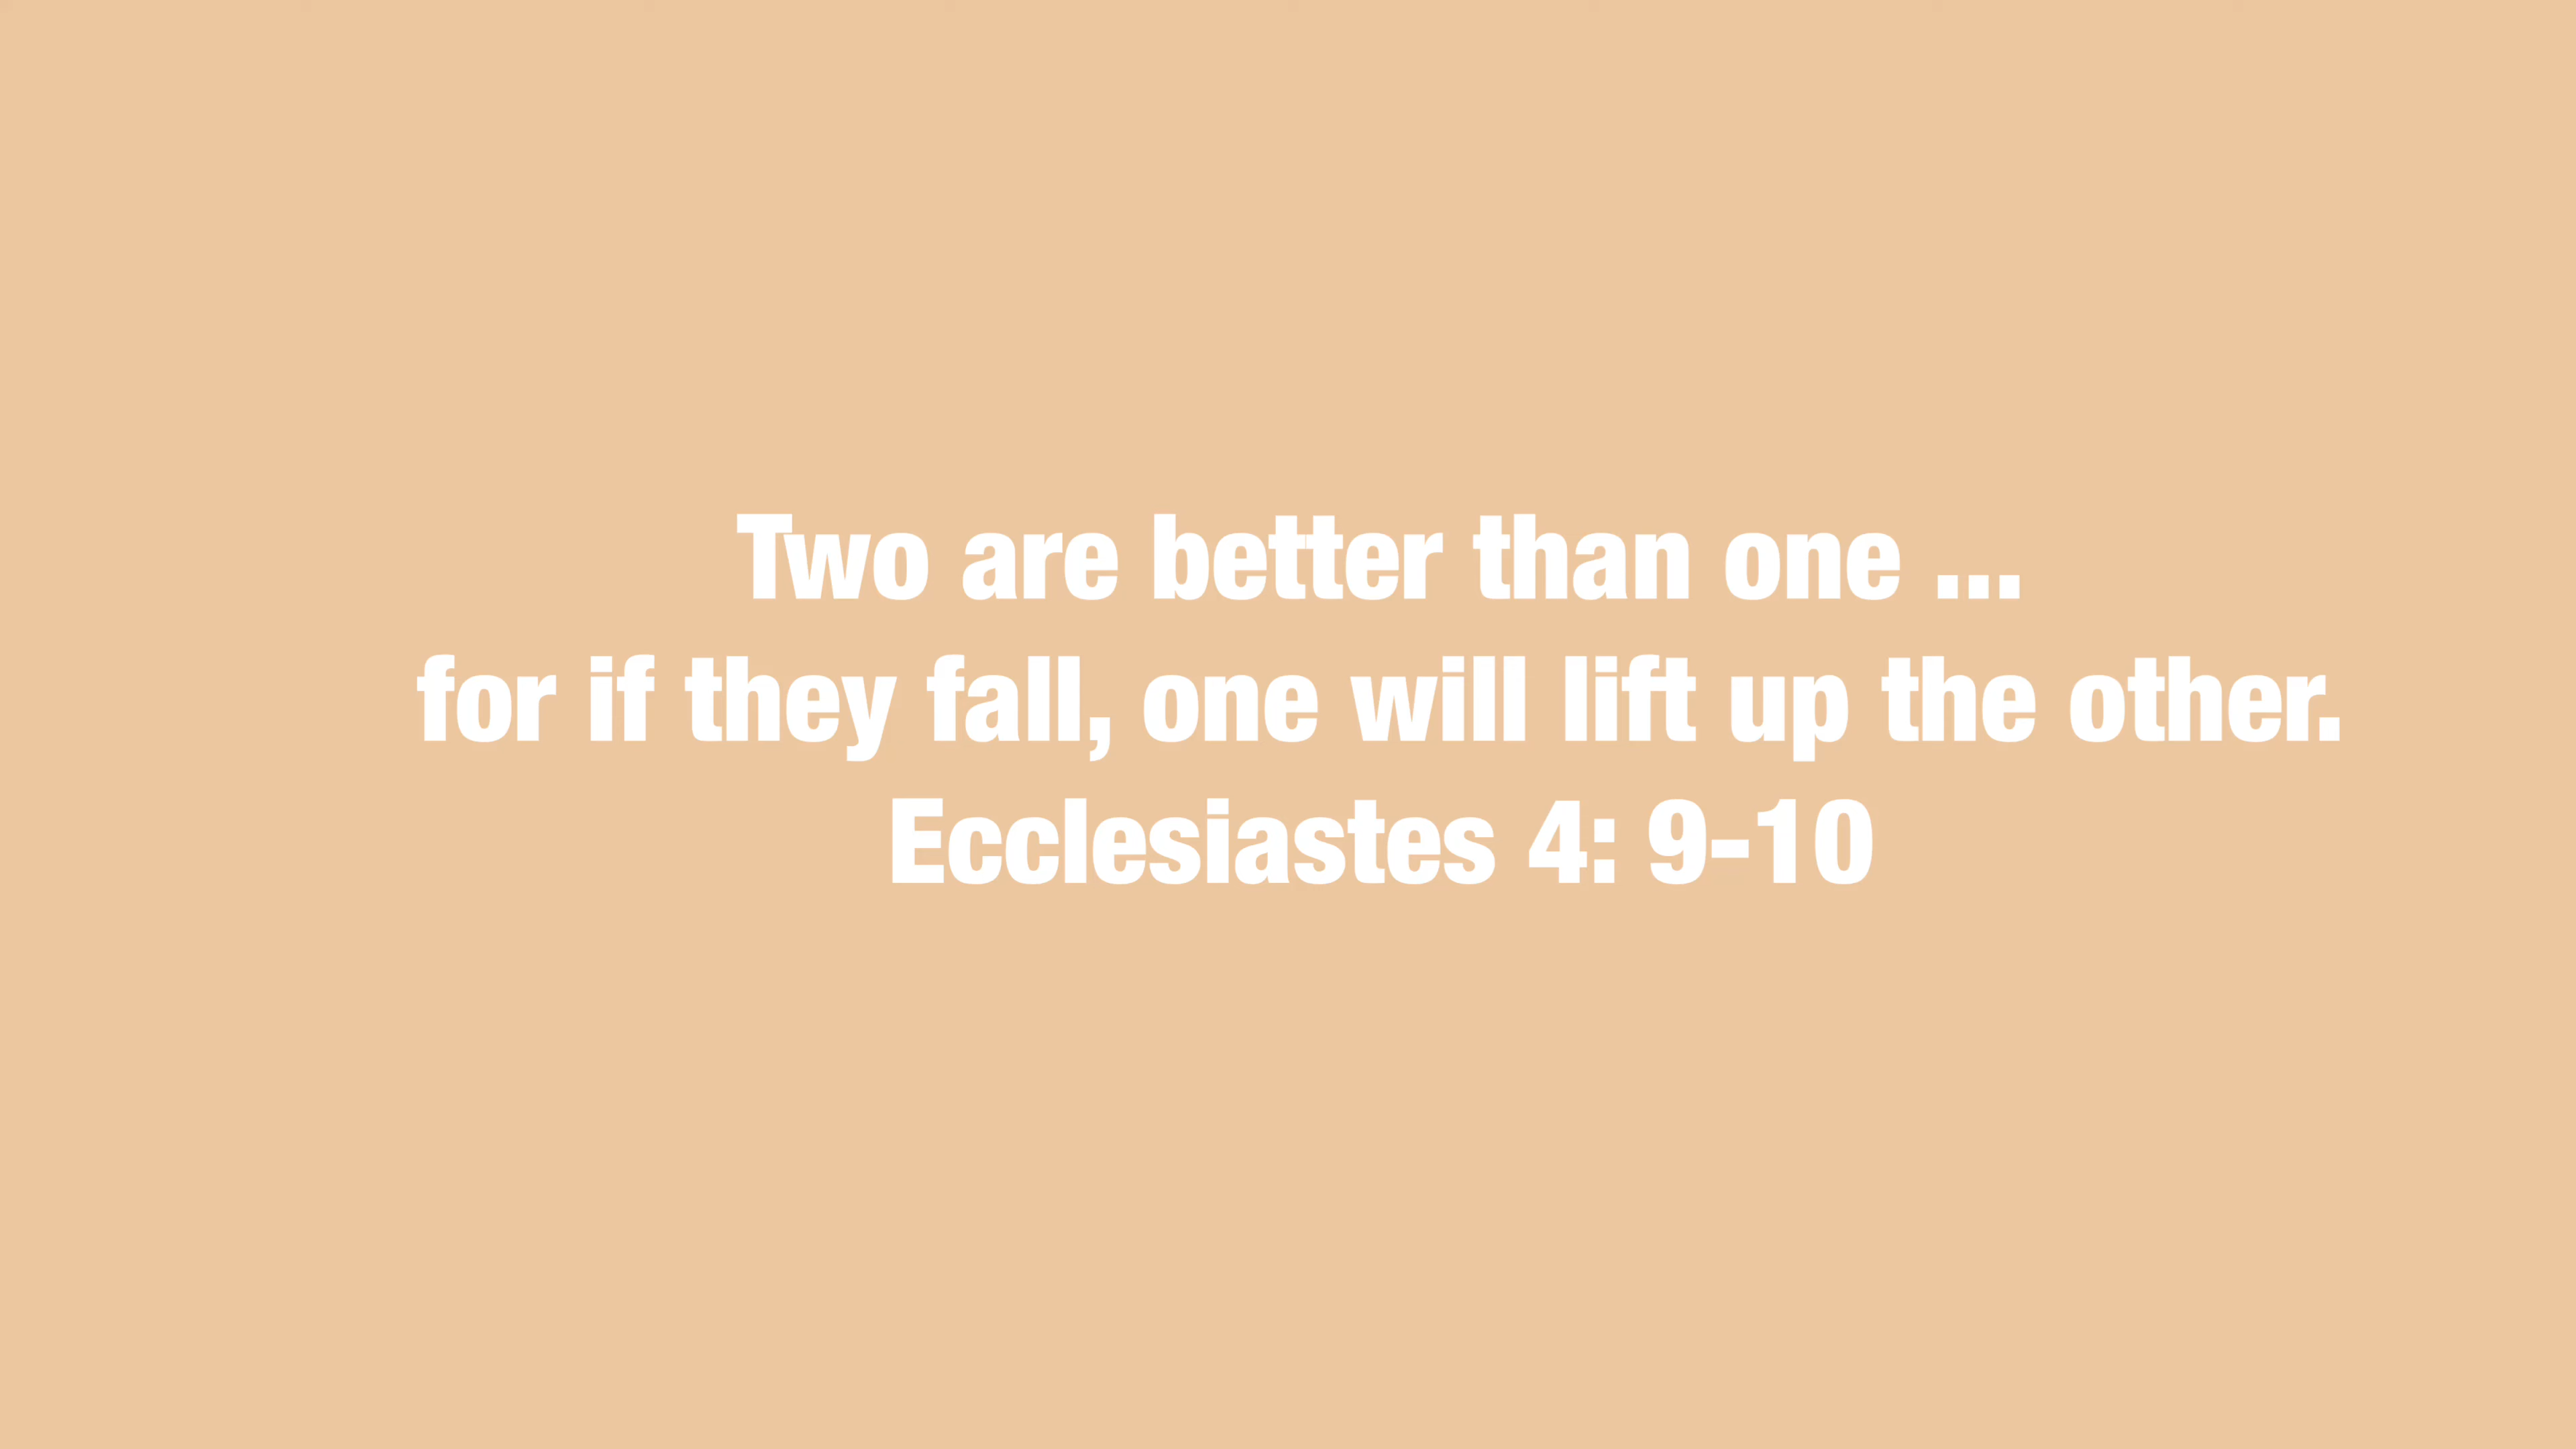 Two are better than one ...
for if they fall, one will lift up the other.
Ecclesiastes 4: 9-10